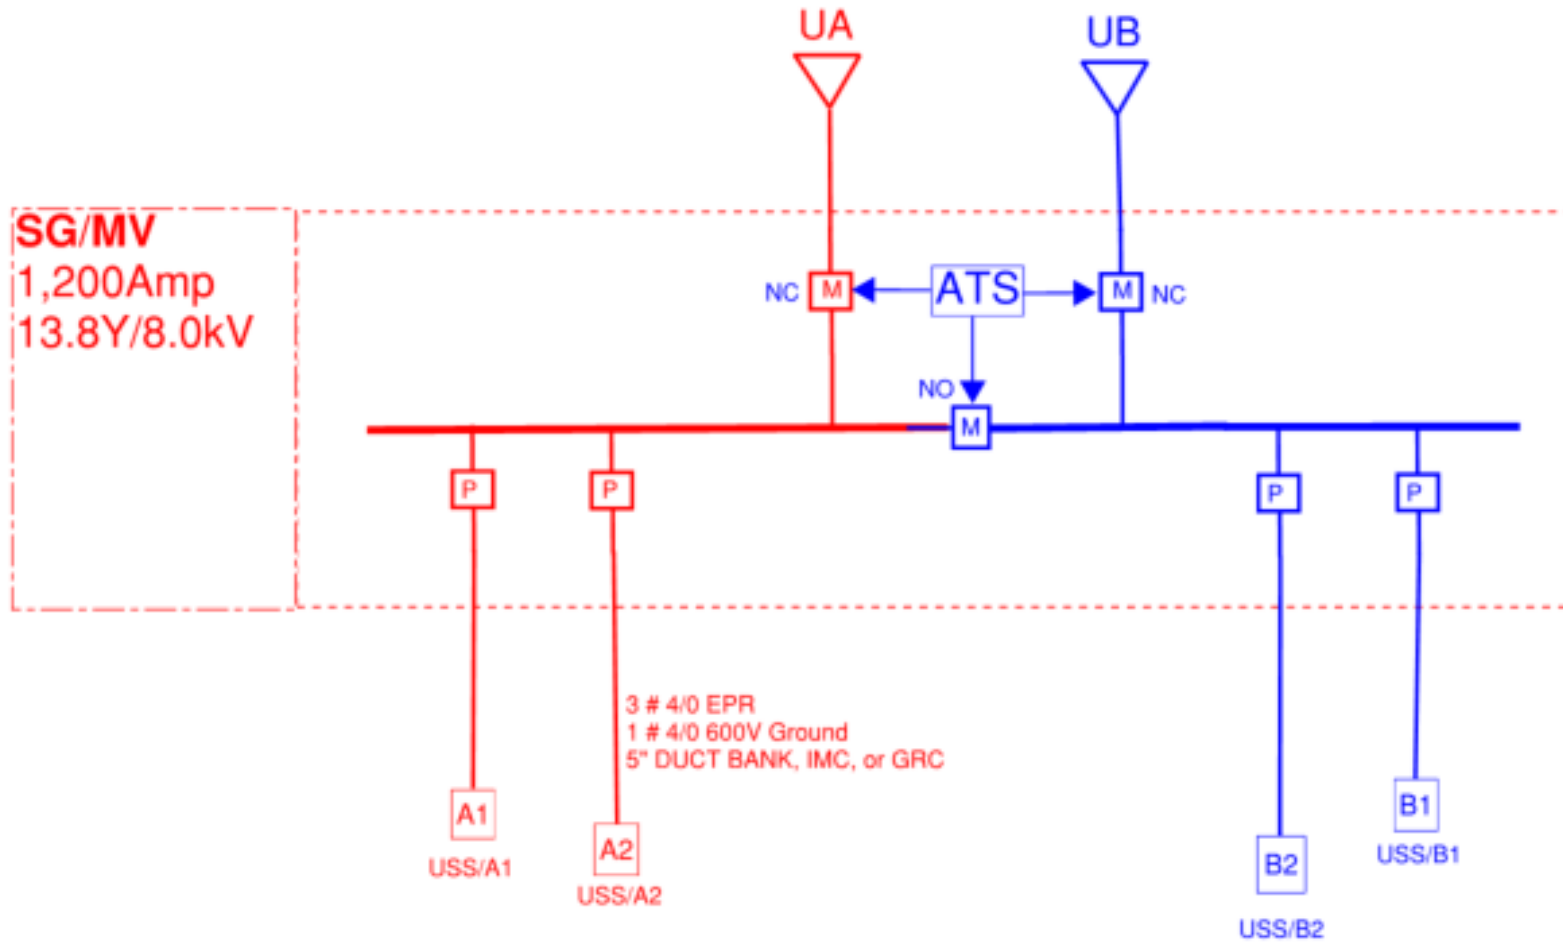 UA
UB
SG/MV
1,200Amp
13.8Y/8.0kV
NC
M
ATS
M
NC
NO
M
P
P
P
P
3 # 4/0 EPR
1 # 4/0 600V Ground
5" DUCT BANK, IMC, or GRC
A1
USS/A1
A2
USS/A2
B2
USS/B2
B1
USS/B1